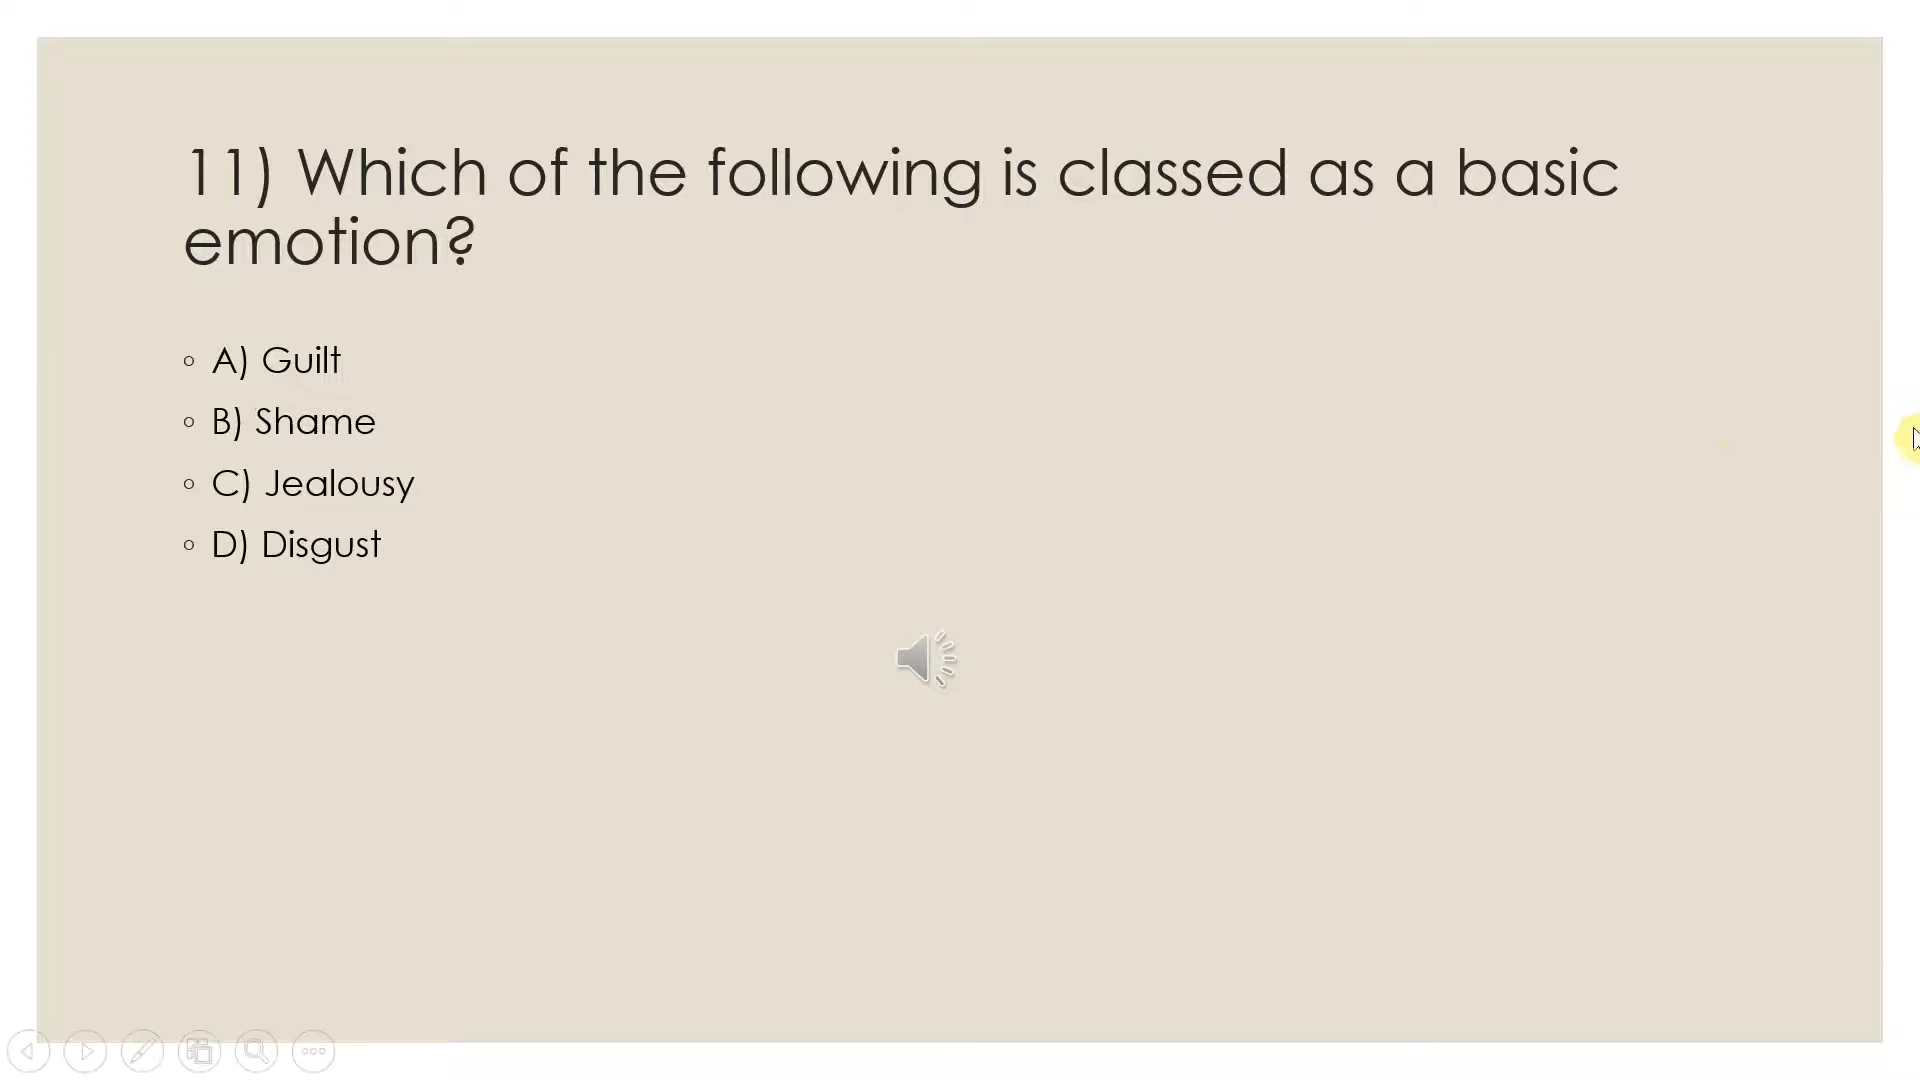 11) Which of the following is classed as a basic
emotion?
A) Guilt
B) Shame
C) Jealousy
D) Disgust